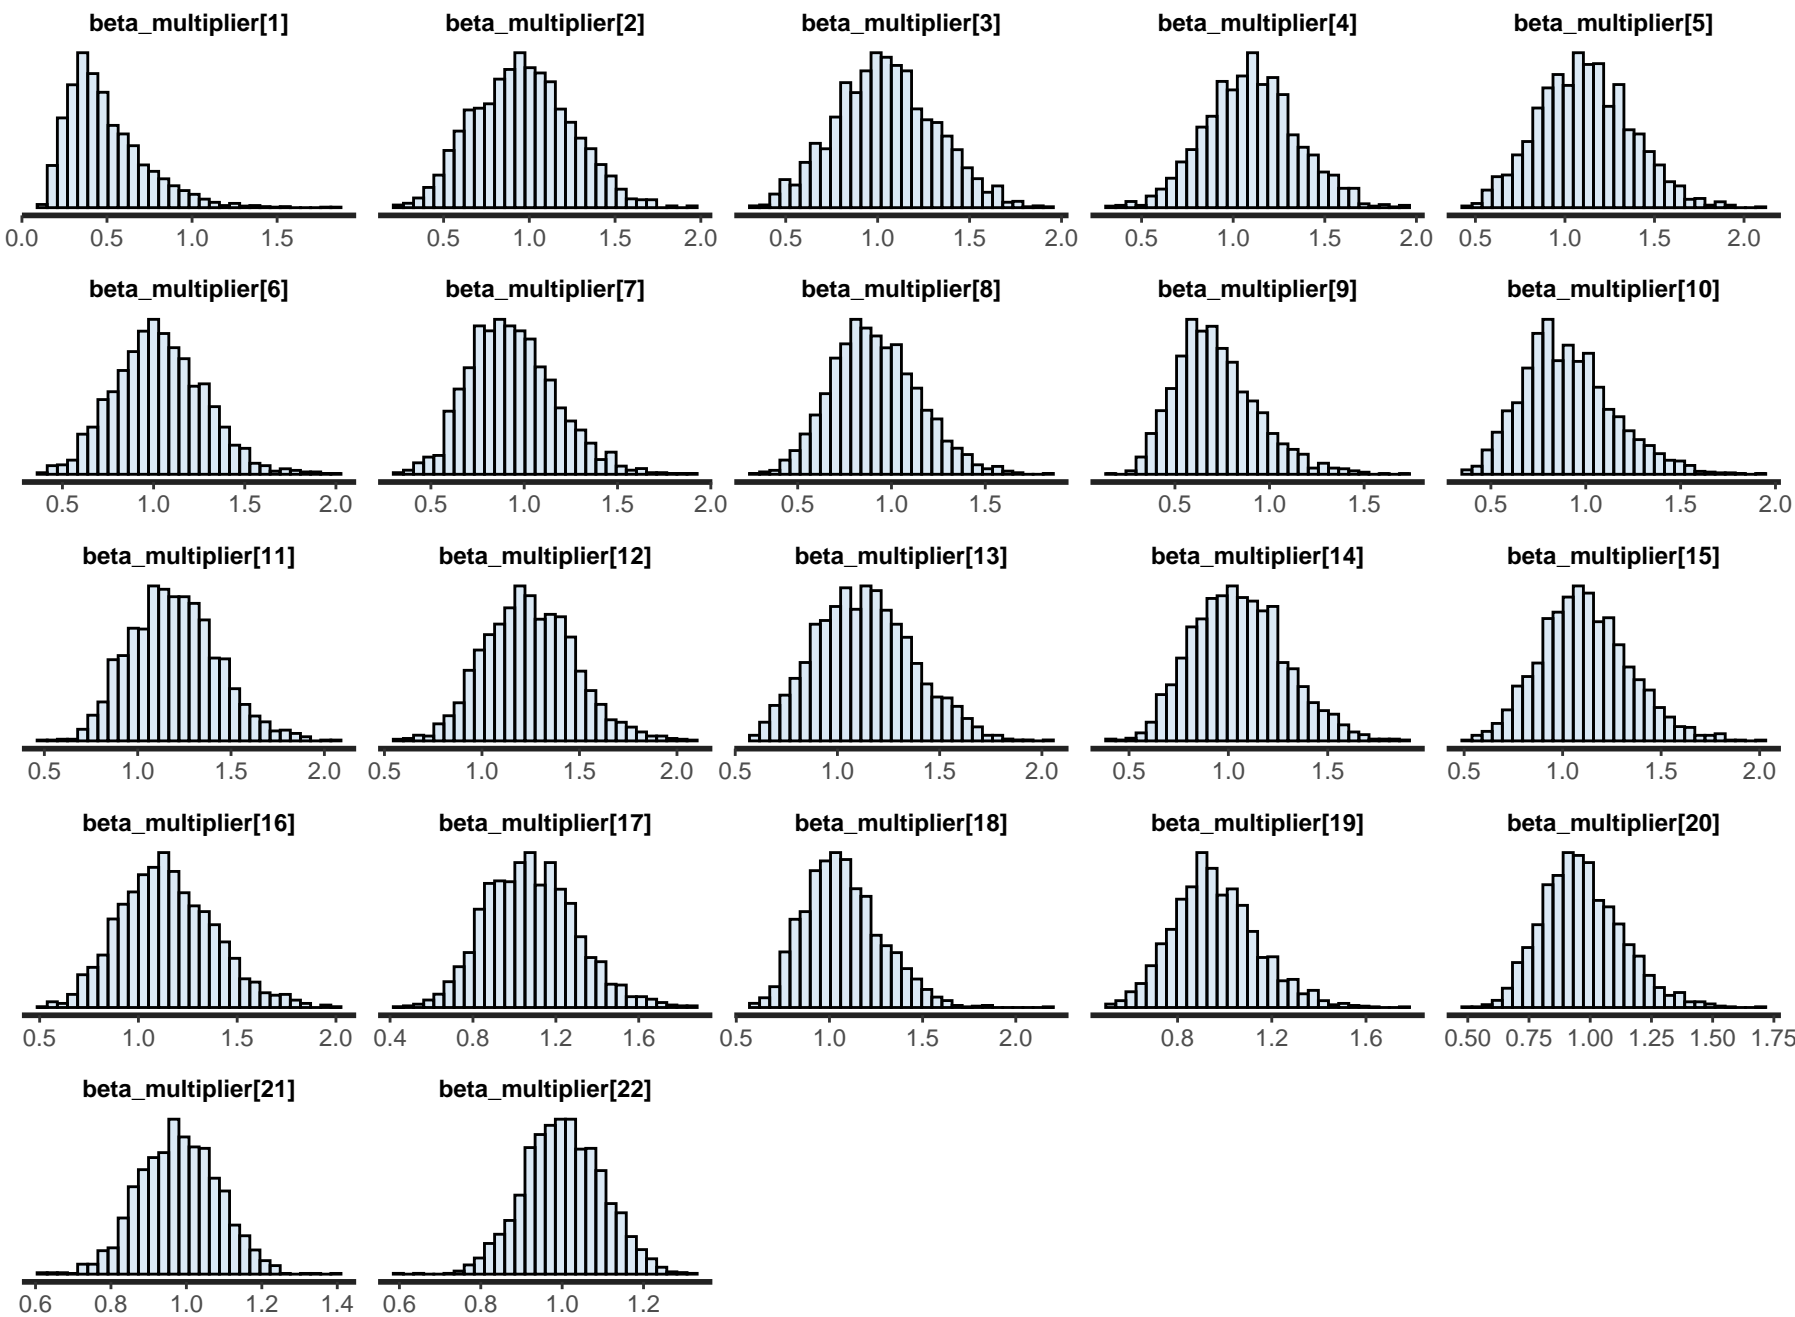 beta_multiplier[1] beta_multiplier[2] beta_multiplier[3] beta_multiplier[4] beta_multiplier[5]
0.0 0.5 1.0 1.5 0.5 1.0 1.5 2.0 0.5 1.0 1.5 2.0 0.5 1.0 1.5 2.0 0.5 1.0 1.5 2.0
beta_multiplier[6] beta_multiplier[7] beta_multiplier[8] beta_multiplier[9] beta_multiplier[10]
0.5 1.0 1.5 2.0 0.5 1.0 1.5 2.0 0.5 1.0 1.5 0.5 1.0 1.5 0.5 1.0 1.5 2.0
beta_multiplier[11] beta_multiplier[12] beta_multiplier[13] beta_multiplier[14] beta_multiplier[15]
0.5 1.0 1.5 2.0 0.5 1.0 1.5 2.0 0.5 1.0 1.5 2.0 0.5 1.0 1.5 0.5 1.0 1.5 2.0
beta_multiplier[16] beta_multiplier[17] beta_multiplier[18] beta_multiplier[19] beta_multiplier[20]
0.5 1.0 1.5 2.0 0.4 0.8 1.2 1.6 0.5 1.0 1.5 2.0 0.8 1.2 1.6 0.50 0.75 1.00 1.25 1.50 1.75
beta_multiplier[21] beta_multiplier[22]
0.6 0.8 1.0 1.2 1.4 0.6 0.8 1.0 1.2